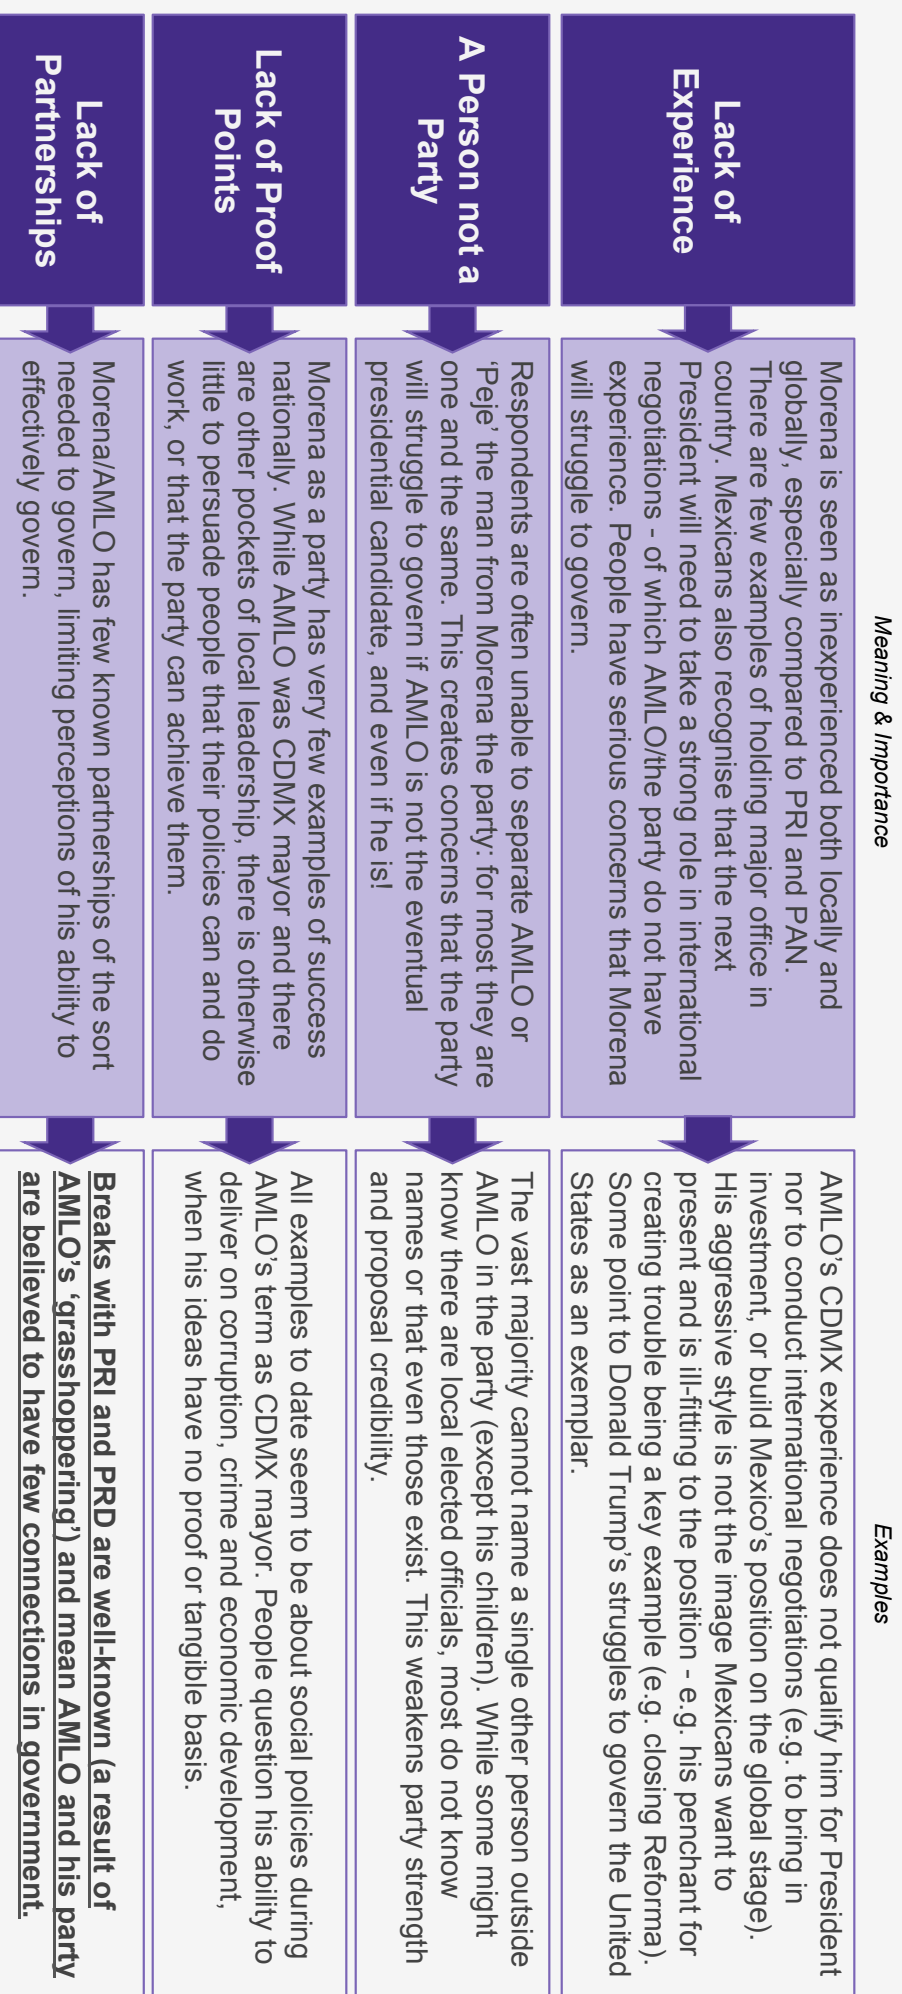 Meaning & Importance
Examples
Lack of
Experience
Morena is seen as inexperienced both locally and
globally, especially compared to PRI and PAN.
There are few examples of holding major office in
country. Mexicans also recognise that the next
President will need to take a strong role in international
negotiations - of which AMLO/the party do not have
experience. People have serious concerns that Morena
will struggle to govern.
AMLO’s CDMX experience does not qualify him for President
nor to conduct international negotiations (e.g. to bring in
investment, or build Mexico’s position on the global stage).
His aggressive style is not the image Mexicans want to
present and is ill-fitting to the position - e.g. his penchant for
creating trouble being a key example (e.g. closing Reforma).
Some point to Donald Trump’s struggles to govern the United
States as an exemplar.
A Person not a
Party
Respondents are often unable to separate AMLO or
‘Peje’ the man from Morena the party: for most they are
one and the same. This creates concerns that the party
will struggle to govern if AMLO is not the eventual
presidential candidate, and even if he is!
The vast majority cannot name a single other person outside
AMLO in the party (except his children). While some might
know there are local elected officials, most do not know
names or that even those exist. This weakens party strength
and proposal credibility.
Lack of Proof
Points
Morena as a party has very few examples of success
nationally. While AMLO was CDMX mayor and there
are other pockets of local leadership, there is otherwise
little to persuade people that their policies can and do
work, or that the party can achieve them.
All examples to date seem to be about social policies during
AMLO’s term as CDMX mayor. People question his ability to
deliver on corruption, crime and economic development,
when his ideas have no proof or tangible basis.
Lack of
Partnerships
Morena/AMLO has few known partnerships of the sort
needed to govern, limiting perceptions of his ability to
effectively govern.
Breaks with PRI and PRD are well-known (a result of
AMLO’s ‘grasshoppering’) and mean AMLO and his party
are believed to have few connections in government.